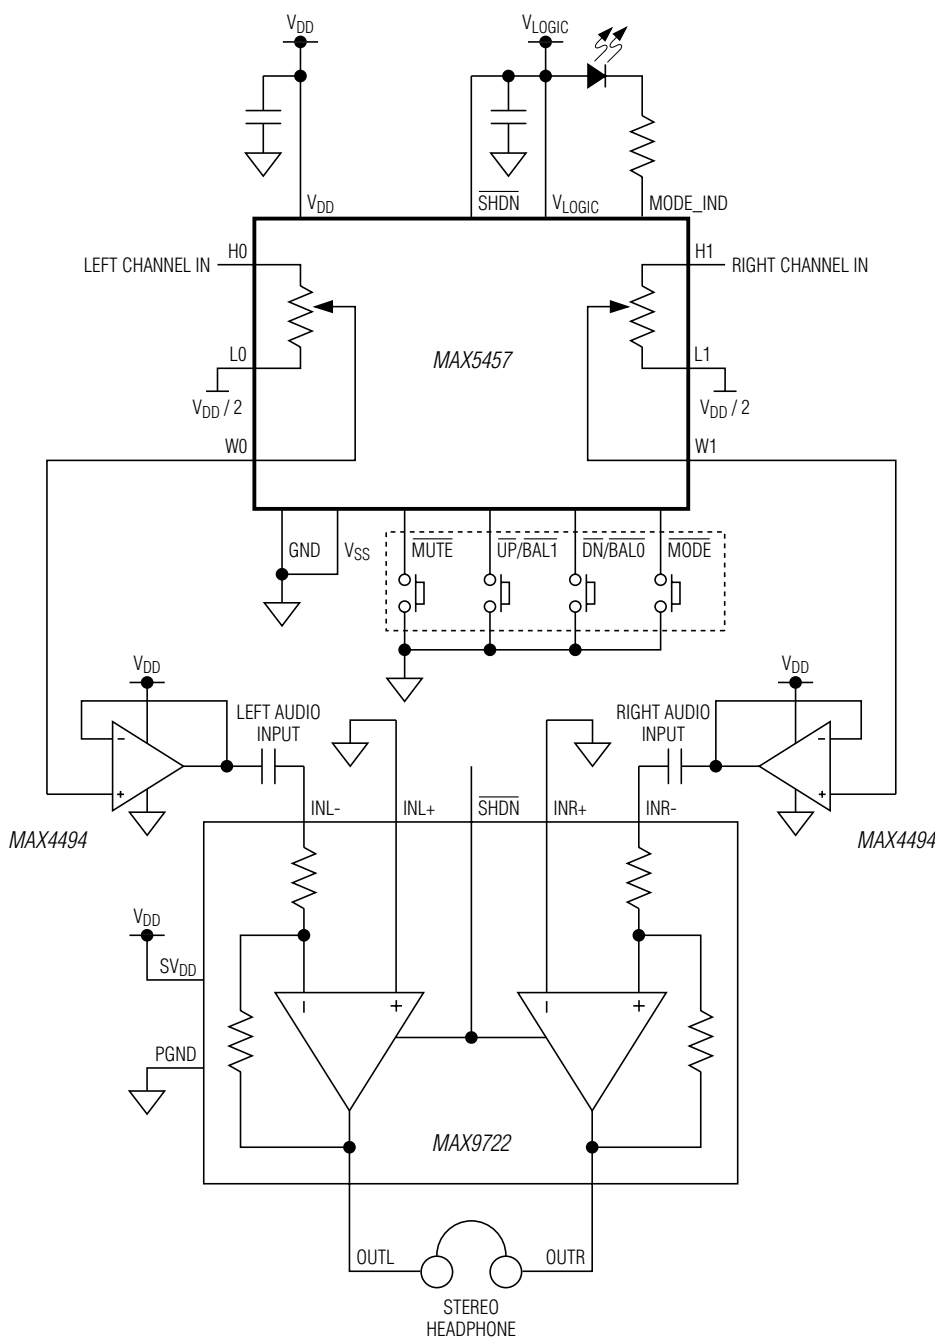 VDD
VLOGIC
VDD
SHDN
VLOGIC
MODE_IND
H0
H1
LEFT CHANNEL IN
RIGHT CHANNEL IN
MAX5457
L0
L1
VDD / 2
VDD / 2
W0
W1
GND
VSS
MUTE
UP/BAL1
DN/BAL0
MODE
VDD
VDD
LEFT AUDIO
INPUT
RIGHT AUDIO
INPUT
–
–
+
+
INL-
INL+
SHDN
INR+
INR-
MAX4494
MAX4494
VDD
SVDD
–
+
–
+
PGND
MAX9722
OUTL
OUTR
STEREO
HEADPHONE